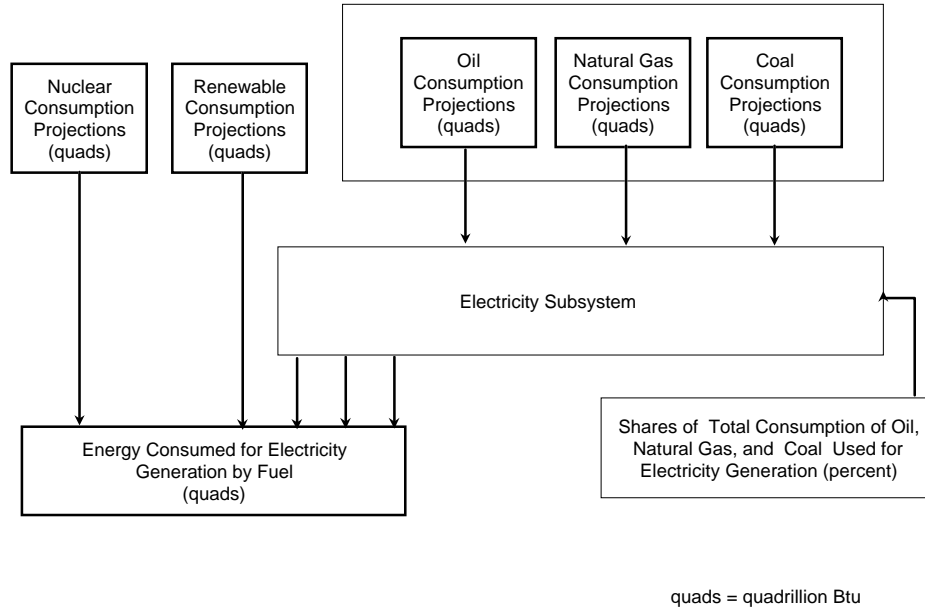 Nuclear
Consumption
Projections
(quads)
Renewable
Consumption
Projections
(quads)
Oil
Consumption
Projections
(quads)
Natural Gas
Consumption
Projections
(quads)
Coal
Consumption
Projections
(quads)
Electricity Subsystem
Energy Consumed for Electricity
Generation by Fuel
(quads)
Shares of Total Consumption of Oil,
Natural Gas, and Coal Used for
Electricity Generation (percent)
quads = quadrillion Btu